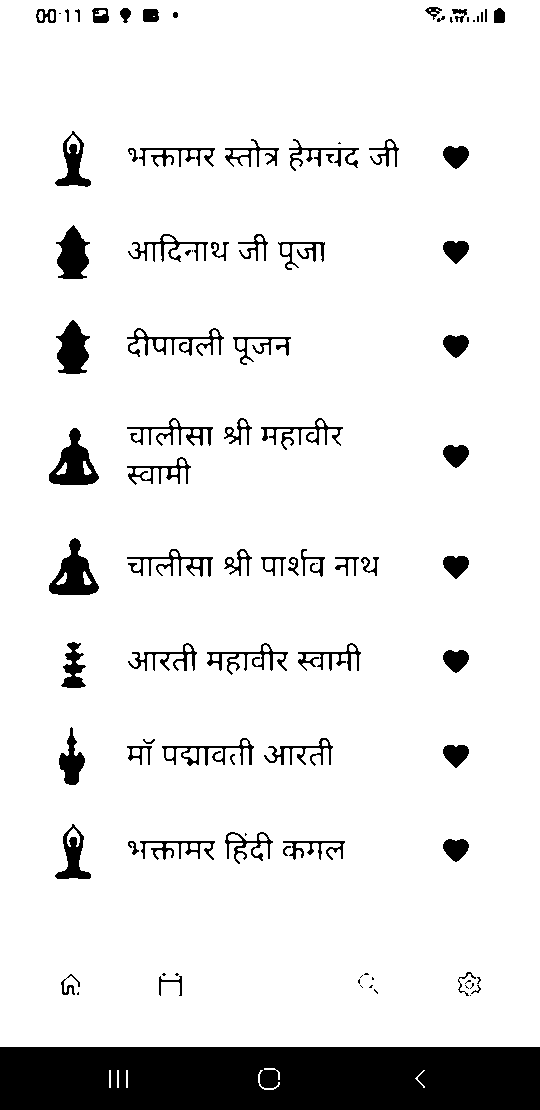 00:11
भक्तामर स्तोत्र हेमचंद जी
आदिनाथ जी पूजा
दीपावली पूजन
चालीसा श्री महावीर
स्वामी
चालीसा श्री पार्शव नाथ
आरती महावीर स्वामी
मॉ पद्मावती आरती
भक्तामर हिंदी कमल